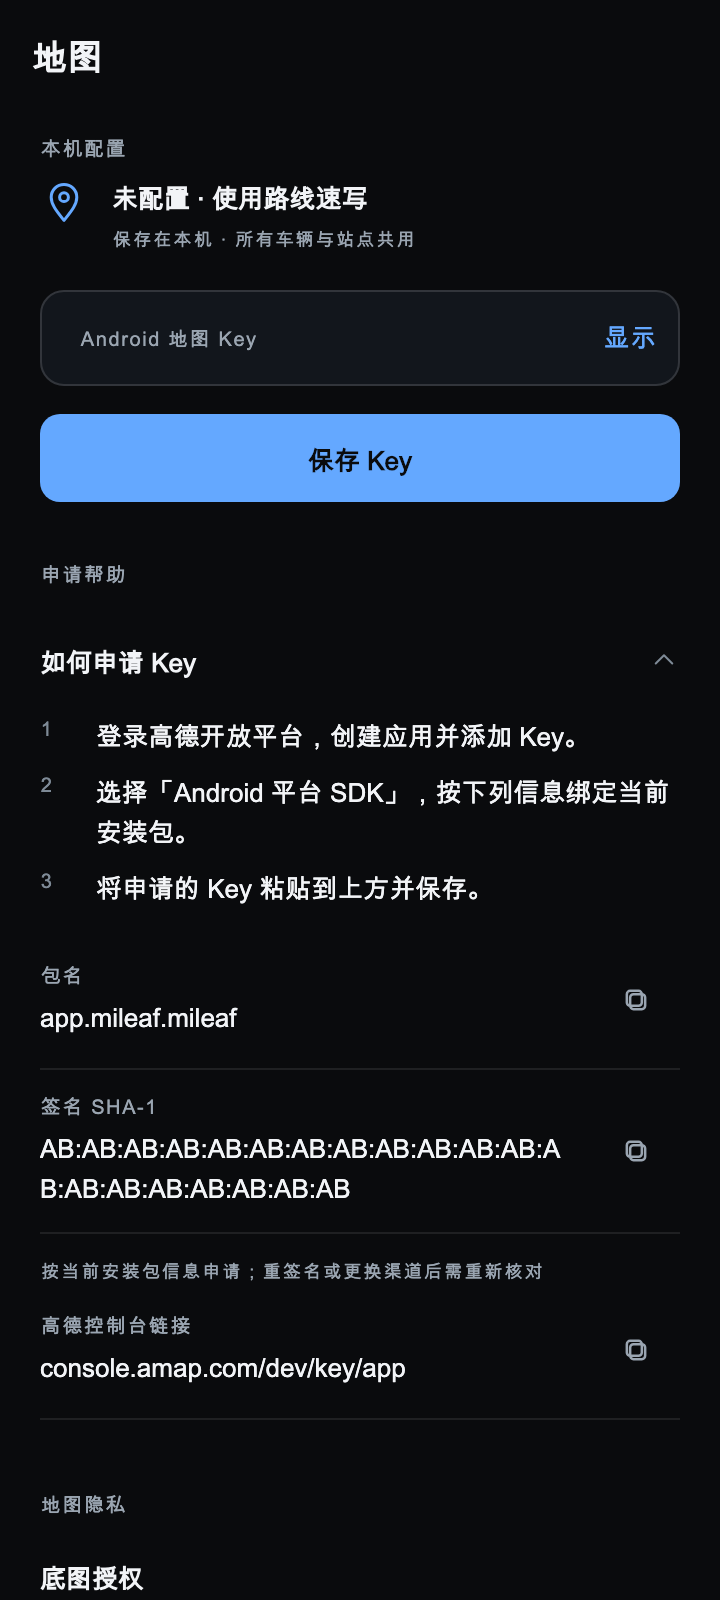 地图
本机配置
未配置 · 使用路线速写
保存在本机 · 所有车辆与站点共用
Android 地图 Key
显示
保存 Key
申请帮助
如何申请 Key
1 登录高德开放平台，创建应用并添加 Key。
2 选择「Android 平台 SDK」，按下列信息绑定当前
安装包。
3 将申请的 Key 粘贴到上方并保存。
包名
app.mileaf.mileaf
签名 SHA-1
AB:AB:AB:AB:AB:AB:AB:AB:AB:AB:AB:AB:A
B:AB:AB:AB:AB:AB:AB:AB
按当前安装包信息申请；重签名或更换渠道后需重新核对
高德控制台链接
console.amap.com/dev/key/app
地图隐私
底图授权